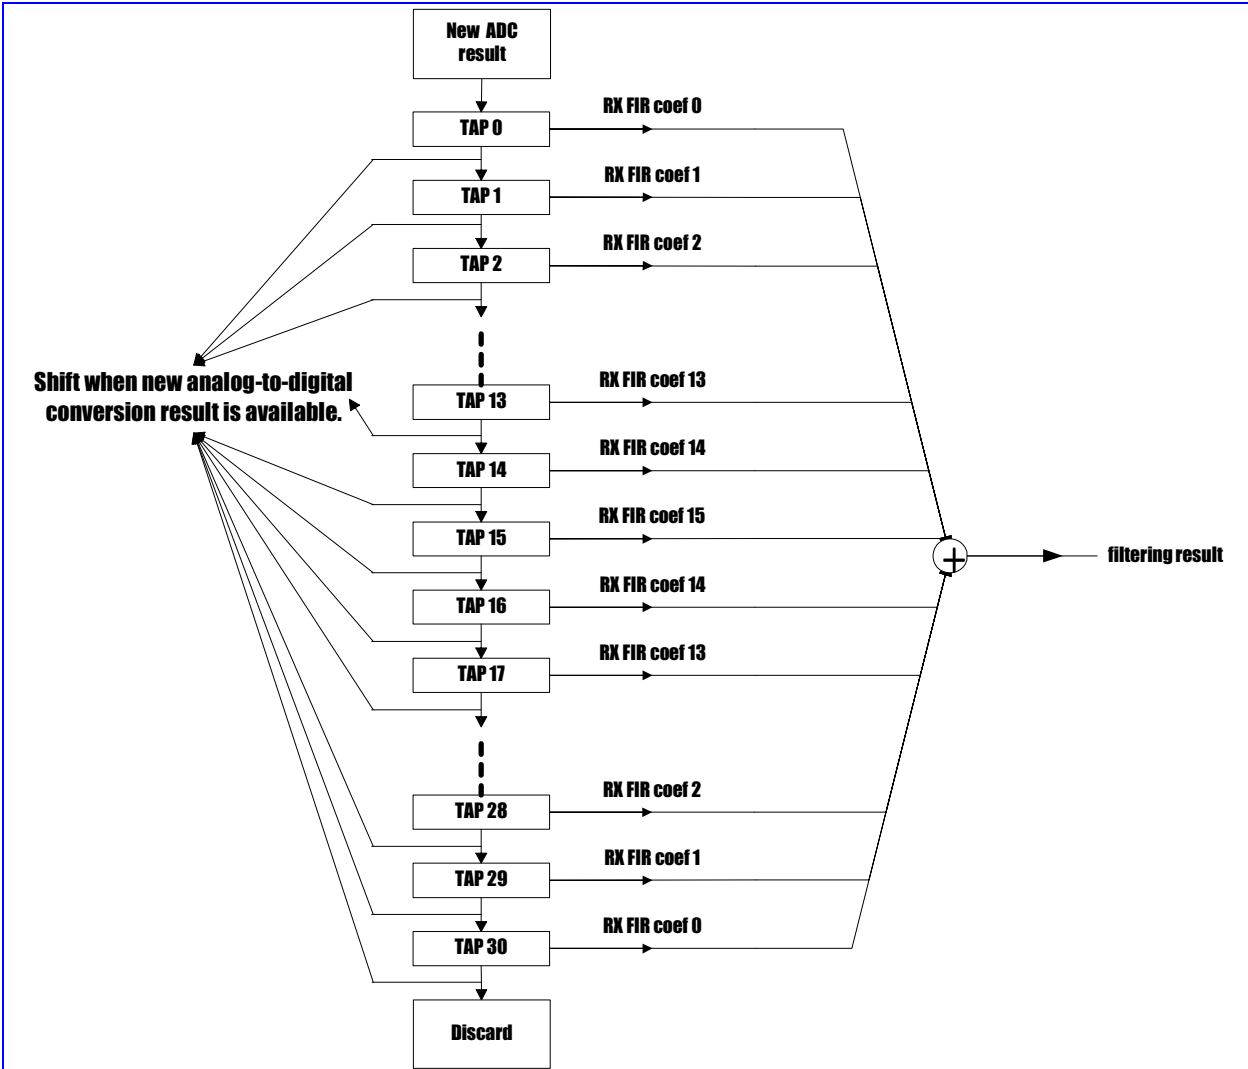 New ADC
result
RX FIR coef 0
TAP 0
RX FIR coef 1
TAP 1
RX FIR coef 2
TAP 2
Shift when new analog-to-digital
conversion result is available.
RX FIR coef 13
TAP 13
RX FIR coef 14
TAP 14
RX FIR coef 15
TAP 15
filtering result
RX FIR coef 14
TAP 16
RX FIR coef 13
TAP 17
RX FIR coef 2
TAP 28
RX FIR coef 1
TAP 29
RX FIR coef 0
TAP 30
Discard